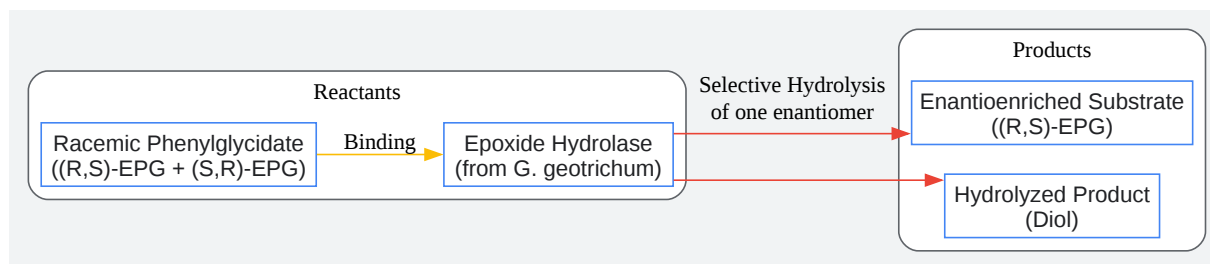 Reactants
Racemic Phenylglycidate
((R,S)-EPG + (S,R)-EPG)
Binding
Epoxide Hydrolase
(from G. geotrichum)
Selective Hydrolysis
of one enantiomer
Products
Enantioenriched Substrate
((R,S)-EPG)
Hydrolyzed Product
(Diol)